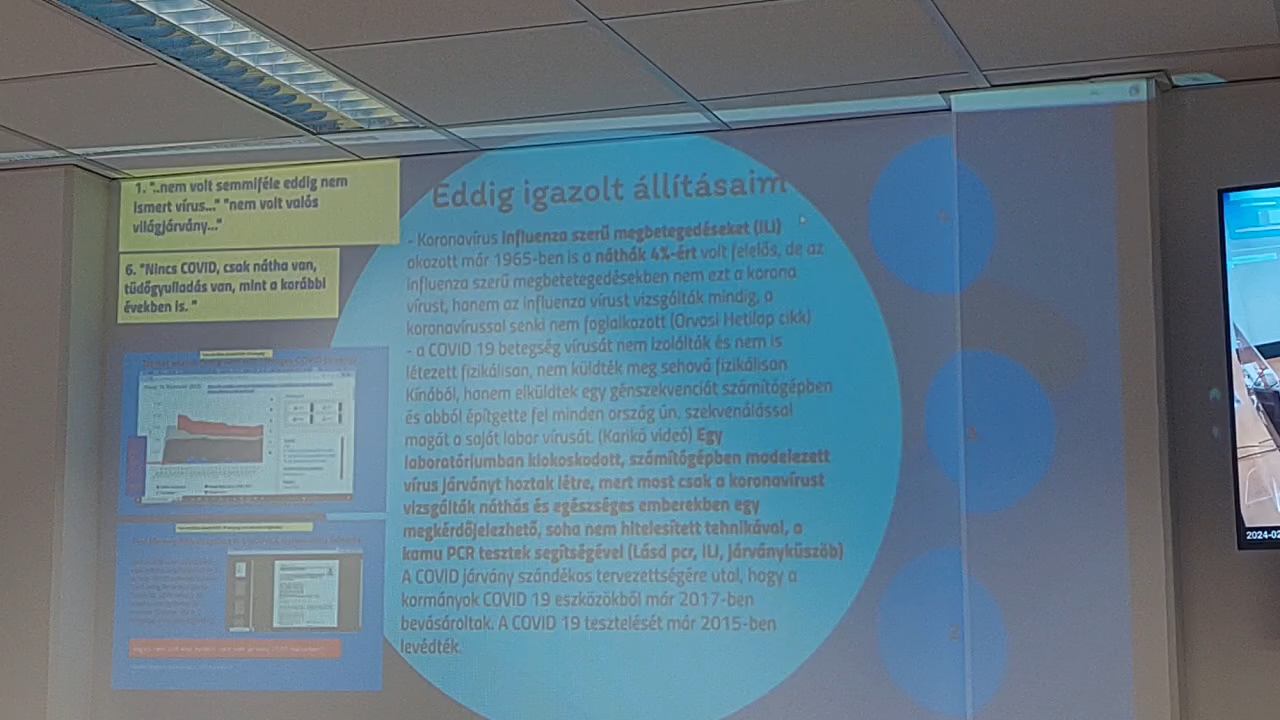 1. "..nem volt semmiféle eddig nem
ismert vírus..." "nem volt valós
világjárvány..."
6. "Nincs COVID, csak nátha van,
tüdőgyulladás van, mint a korábbi
években is. "
Eddig igazolt állításaim
- Koronavírus influenza szerű megbetegedéseket (ILI)
okozott már 1965-ben is a náthák 4%-ért volt felelős, de az
influenza szerű megbetetegedésekben nem ezt a korona
vírust, hanem az influenza vírust vizsgálták mindig, a
koronavírussal senki nem foglalkozott (Orvosi Hetilap cikk)
- a COVID 19 betegség vírusát nem izolálták és nem is
létezett fizikálisan, nem küldték meg sehová fizikálisan
Kínából, hanem elküldtek egy génszekvenciát számítógépben
és abból építgette fel minden ország ún. szekvenálással
magát a saját labor vírusát. (Karikó videó) Egy
laboratóriumban kiokoskodott, számítógépben modelezett
vírus járványt hoztak létre, mert most csak a koronavírust
vizsgálták náthás és egészséges emberekben egy
megkérdőjelezhető, soha nem hitelesített tehnikával, a
kamu PCR tesztek segítségével (Lásd pcr, ILI, járványküszöb)
A COVID járvány szándékos tervezettségére utal, hogy a
kormányok COVID 19 eszközökből már 2017-ben
bevásároltak. A COVID 19 tesztelését már 2015-ben
levédték.
2024-02